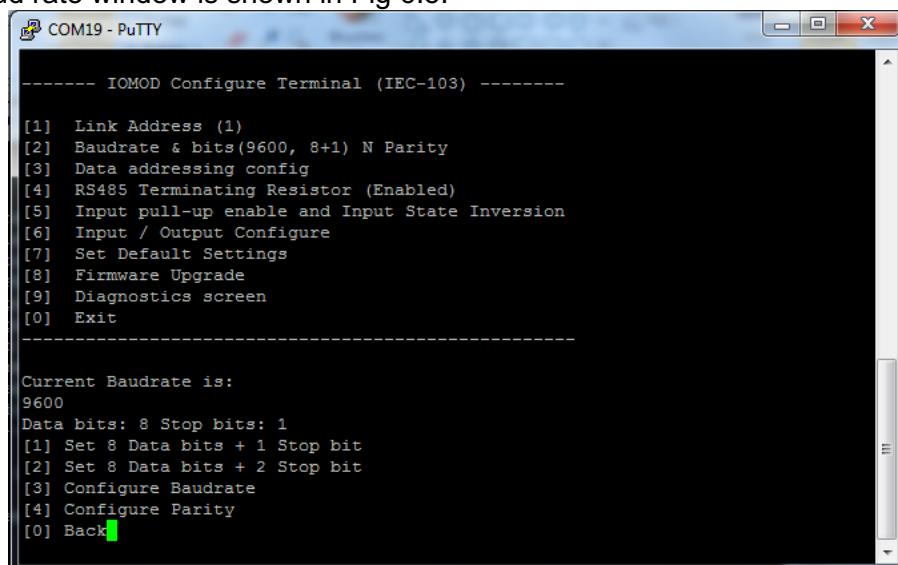 rate window is shown in Fig
COM19 - PuTTY
------- IOMOD Configure Terminal (IEC-103) --------
[1] Link Address (1)
[2] Baudrate & bits(9600, 8+1) N Parity
[3] Data addressing config
[4] RS485 Terminating Resistor (Enabled)
[5] Input pull-up enable and Input State Inversion
[6] Input / Output Configure
[7] Set Default Settings
[8] Firmware Upgrade
[9] Diagnostics screen
[0] Exit
----------------------------------------------------
Current Baudrate is:
9600
Data bits: 8 Stop bits: 1
[1] Set 8 Data bits + 1 Stop bit
[2] Set 8 Data bits + 2 Stop bit
[3] Configure Baudrate
[4] Configure Parity
[0] Back